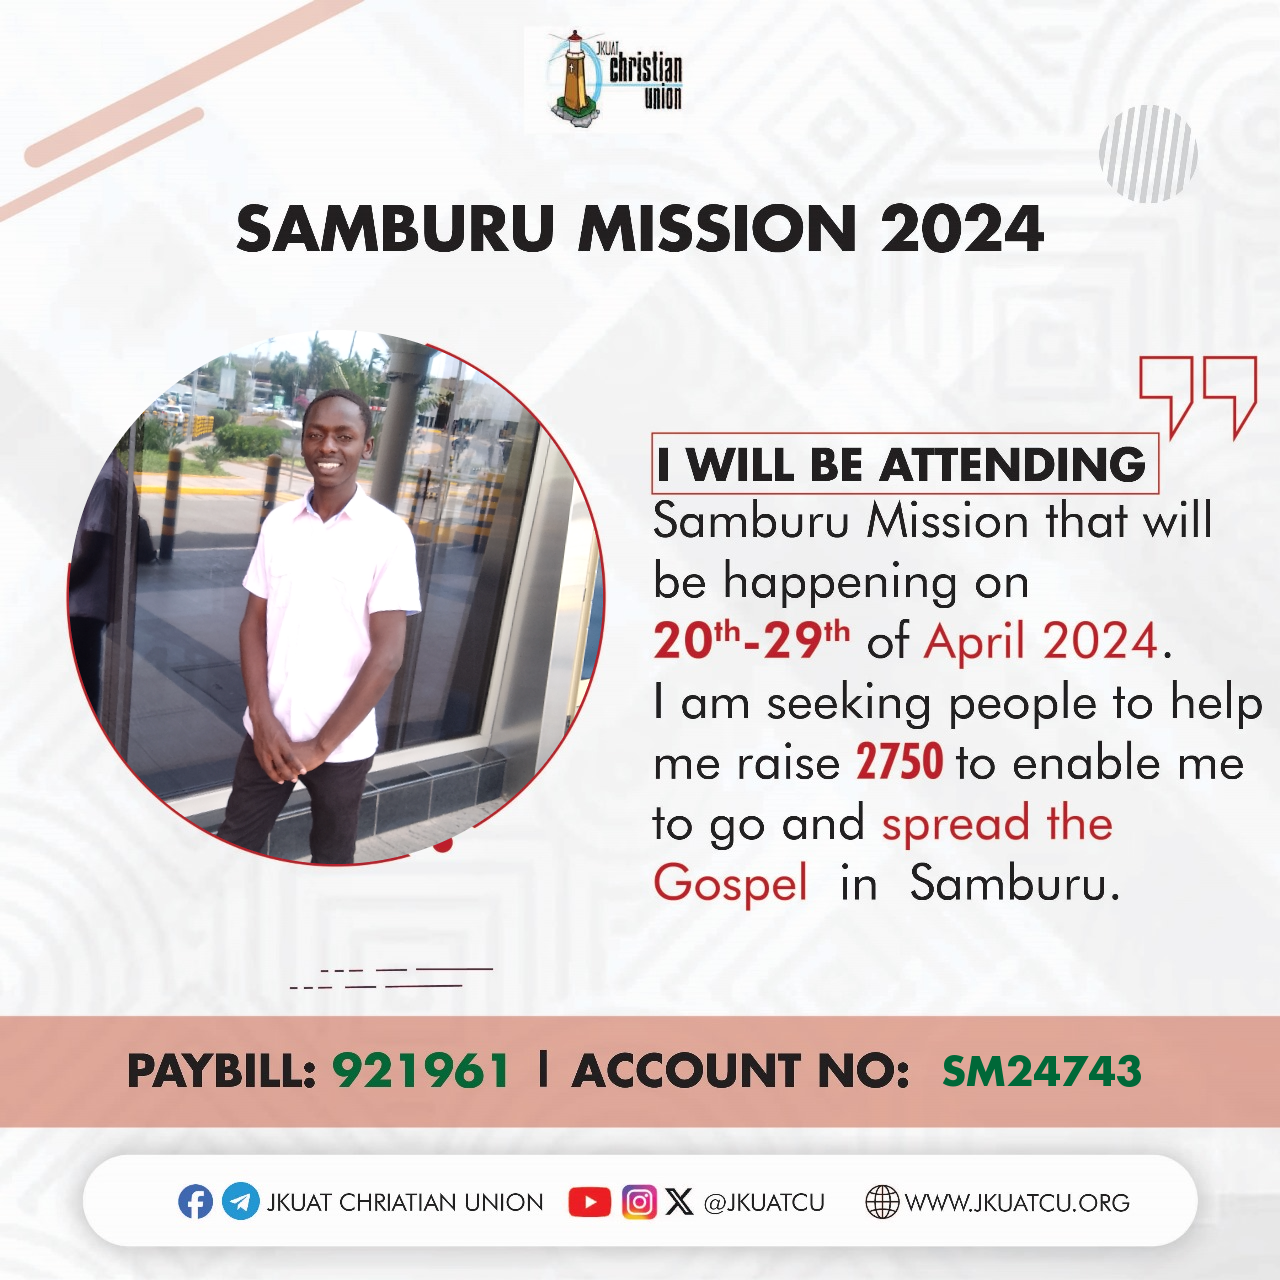 JKUAT
christian
union
SAMBURU MISSION 2024
I WILL BE ATTENDING
Samburu Mission that will
be happening on
20th-29th of April 2024.
I am seeking people to help
me raise 2750 to enable me
to go and spread the
Gospel in Samburu.
PAYBILL: 921961 | ACCOUNT NO: SM24743
JKUAT CHRIATIAN UNION @JKUATCU WWW.JKUATCU.ORG